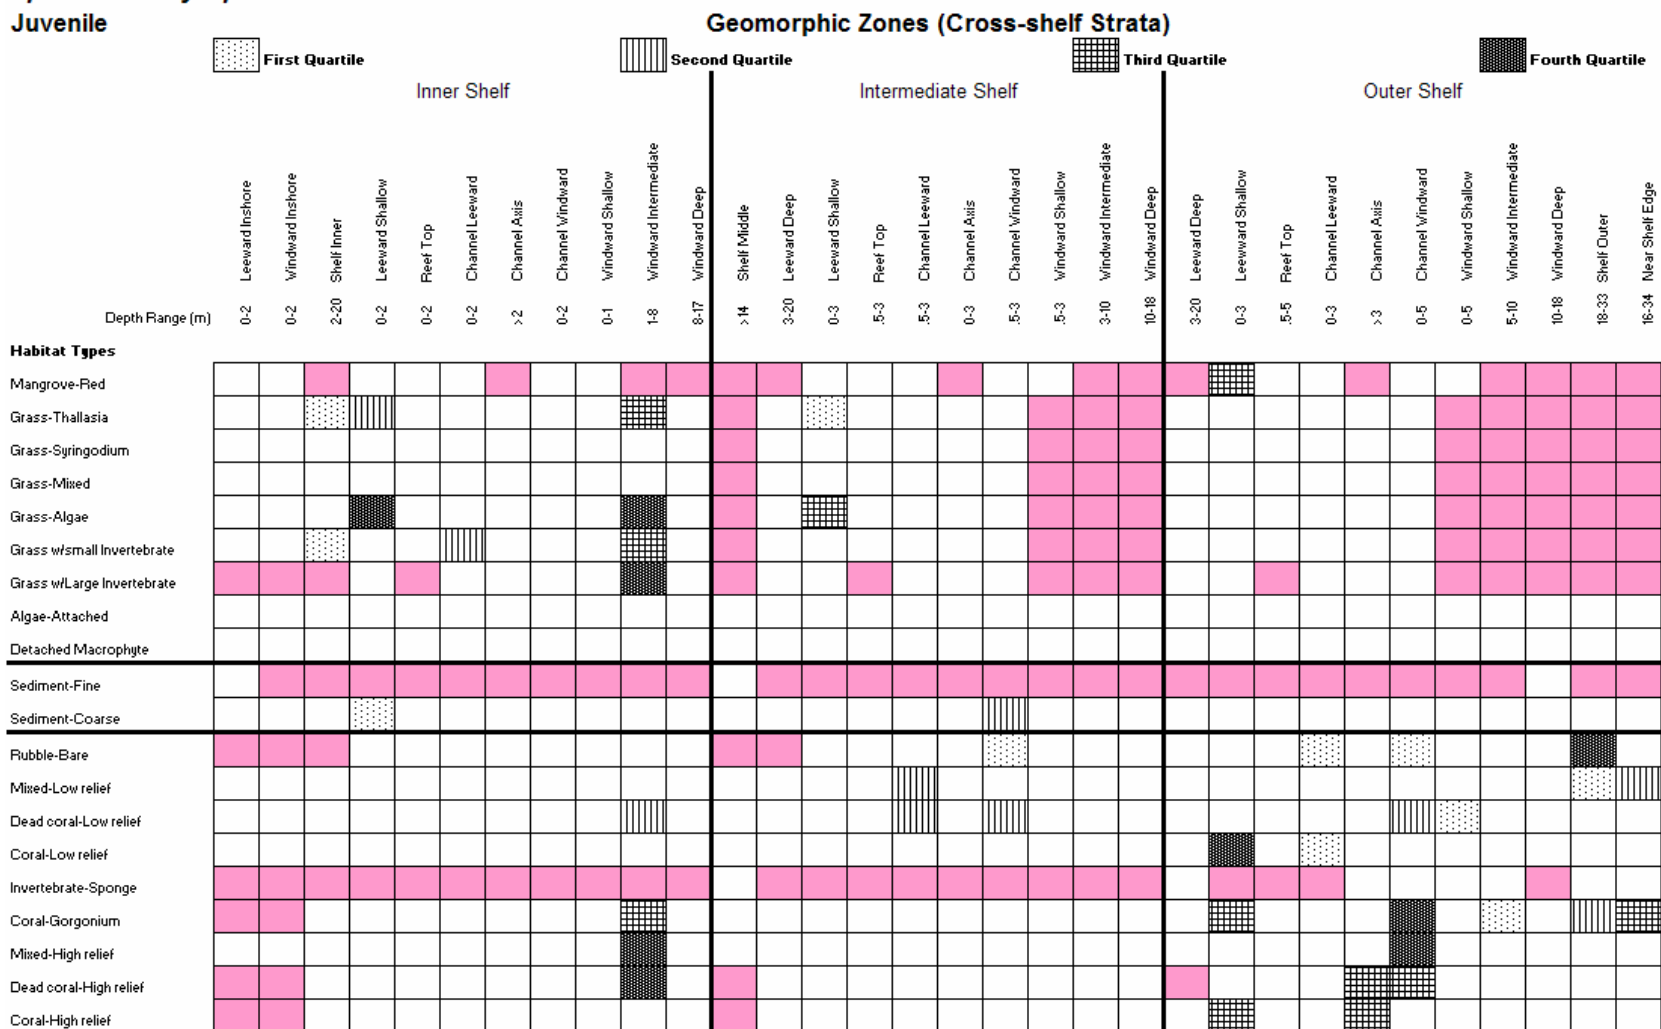 Juvenile
Geomorphic Zones (Cross-shelf Strata)
First Quartile
Second Quartile
Third Quartile
Fourth Quartile
Inner Shelf
Intermediate Shelf
Outer Shelf
Leeward Inshore
Windward Inshore
Shelf Inner
Leeward Shallow
Reef Top
Channel Leeward
Channel Axis
Channel Windward
Windward Shallow
Windward Intermediate
Windward Deep
Shelf Middle
Leeward Deep
Leeward Shallow
Reef Top
Channel Leeward
Channel Axis
Channel Windward
Windward Shallow
Windward Intermediate
Windward Deep
Leeward Deep
Leeward Shallow
Reef Top
Channel Leeward
Channel Axis
Channel Windward
Windward Shallow
Windward Intermediate
Windward Deep
Shelf Outer
Near Shelf Edge
Depth Range (m)
0-2
0-2
2-20
0-2
0-2
0-2
>2
0-2
0-1
1-8
8-17
>14
3-20
0-3
.5-3
.5-3
0-3
.5-3
.5-3
3-10
10-18
3-20
0-3
.5-5
0-3
>3
0-5
0-5
5-10
10-18
18-33
16-34
Habitat Types
Mangrove-Red
Grass-Thallasia
Grass-Syringodium
Grass-Mixed
Grass-Algae
Grass w/small Invertebrate
Grass w/Large Invertebrate
Algae-Attached
Detached Macrophyte
Sediment-Fine
Sediment-Coarse
Rubble-Bare
Mixed-Low relief
Dead coral-Low relief
Coral-Low relief
Invertebrate-Sponge
Coral-Gorgonium
Mixed-High relief
Dead coral-High relief
Coral-High relief